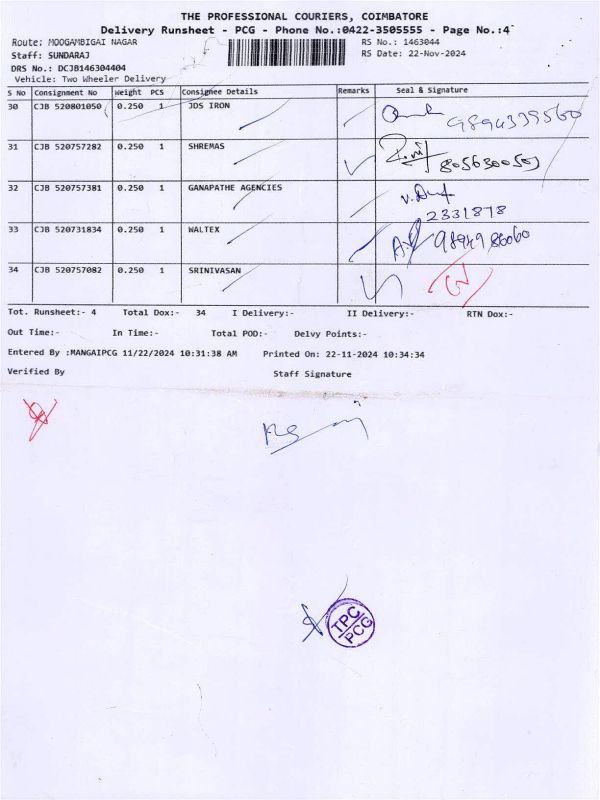 THE PROFESSIONAL COURIERS, COIMBATORE
Delivery Runsheet - PCG - Phone No.:0422-3505555 - Page No.:4
Route: MOOGAMBIGAI NAGAR RS No.: 1463044
Staff: SUNDARAJ RS Date: 22-Nov-2024
DRS No.: DCJB146304404
Vehicle: Two Wheeler Delivery
S No Consignment No Weight PCS Consignee Details Remarks Seal & Signature
30 CJB 520801050 0.250 1 JDS IRON
9894339560
31 CJB 520757282 0.250 1 SHREMAS
8056300503
32 CJB 520757381 0.250 1 GANAPATHE AGENCIES
2331878
33 CJB 520731834 0.250 1 WALTEX
9894986060
34 CJB 520757082 0.250 1 SRINIVASAN
Tot. Runsheet:- 4 Total Dox:- 34 I Delivery:- II Delivery:- RTN Dox:-
Out Time:- In Time:- Total POD:- Delvy Points:-
Entered By :MANGAIPCG 11/22/2024 10:31:38 AM Printed On: 22-11-2024 10:34:34
Verified By Staff Signature
TPC
PCG